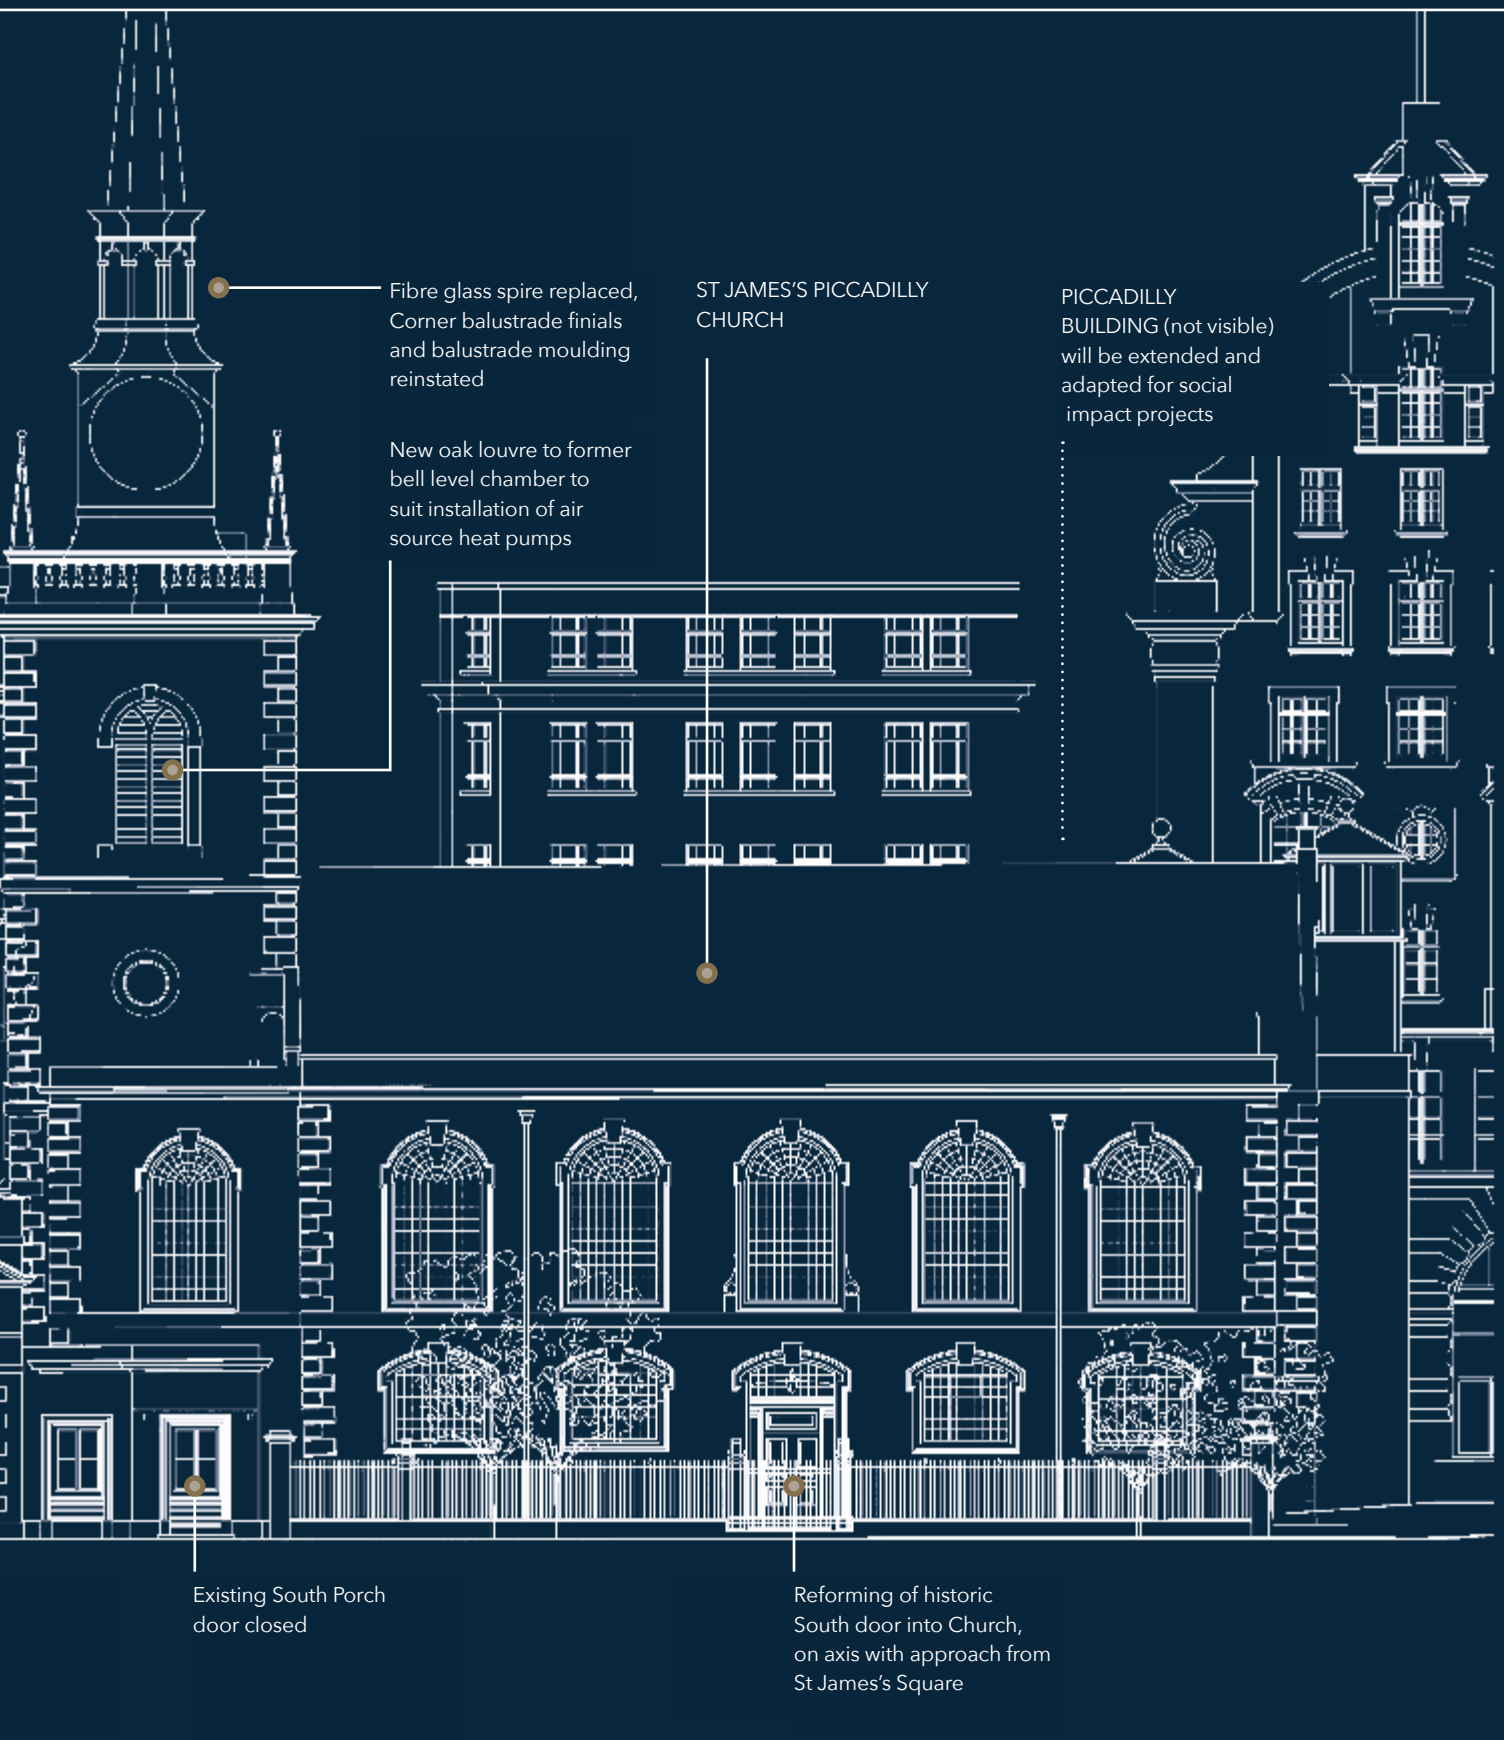 Fibre glass spire replaced,
Corner balustrade finials
and balustrade moulding
reinstated
New oak louvre to former
bell level chamber to
suit installation of air
source heat pumps
ST JAMES’S PICCADILLY
CHURCH
PICCADILLY
BUILDING (not visible)
will be extended and
adapted for social
impact projects
Existing South Porch
door closed
Reforming of historic
South door into Church,
on axis with approach from
St James’s Square